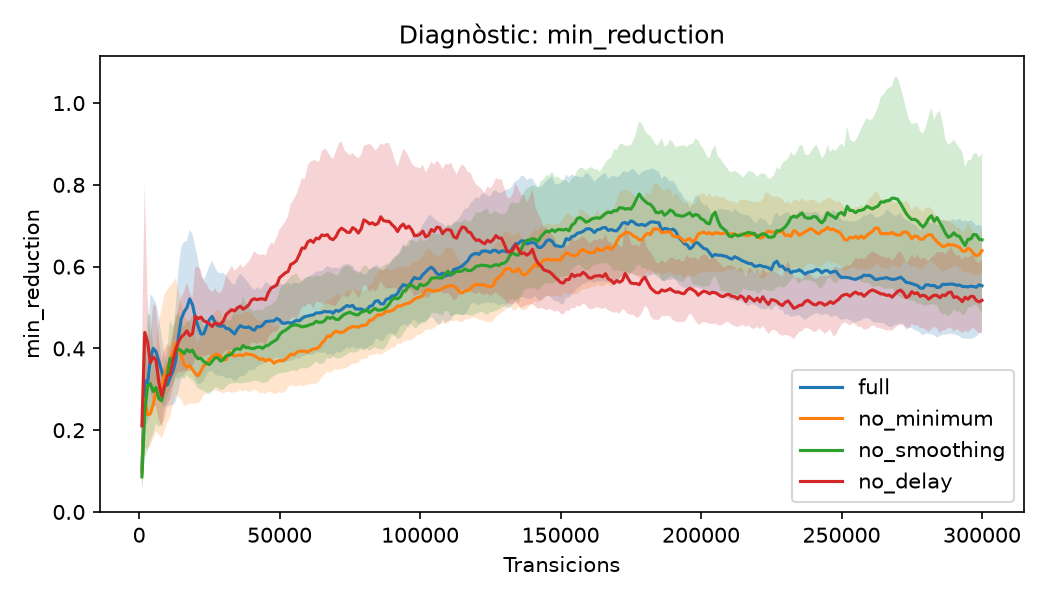 Diagnòstic: min_reduction
min_reduction
1.0
0.8
0.6
0.4
0.2
0.0
full
no_minimum
no_smoothing
no_delay
0 50000 100000 150000 200000 250000 300000
Transicions